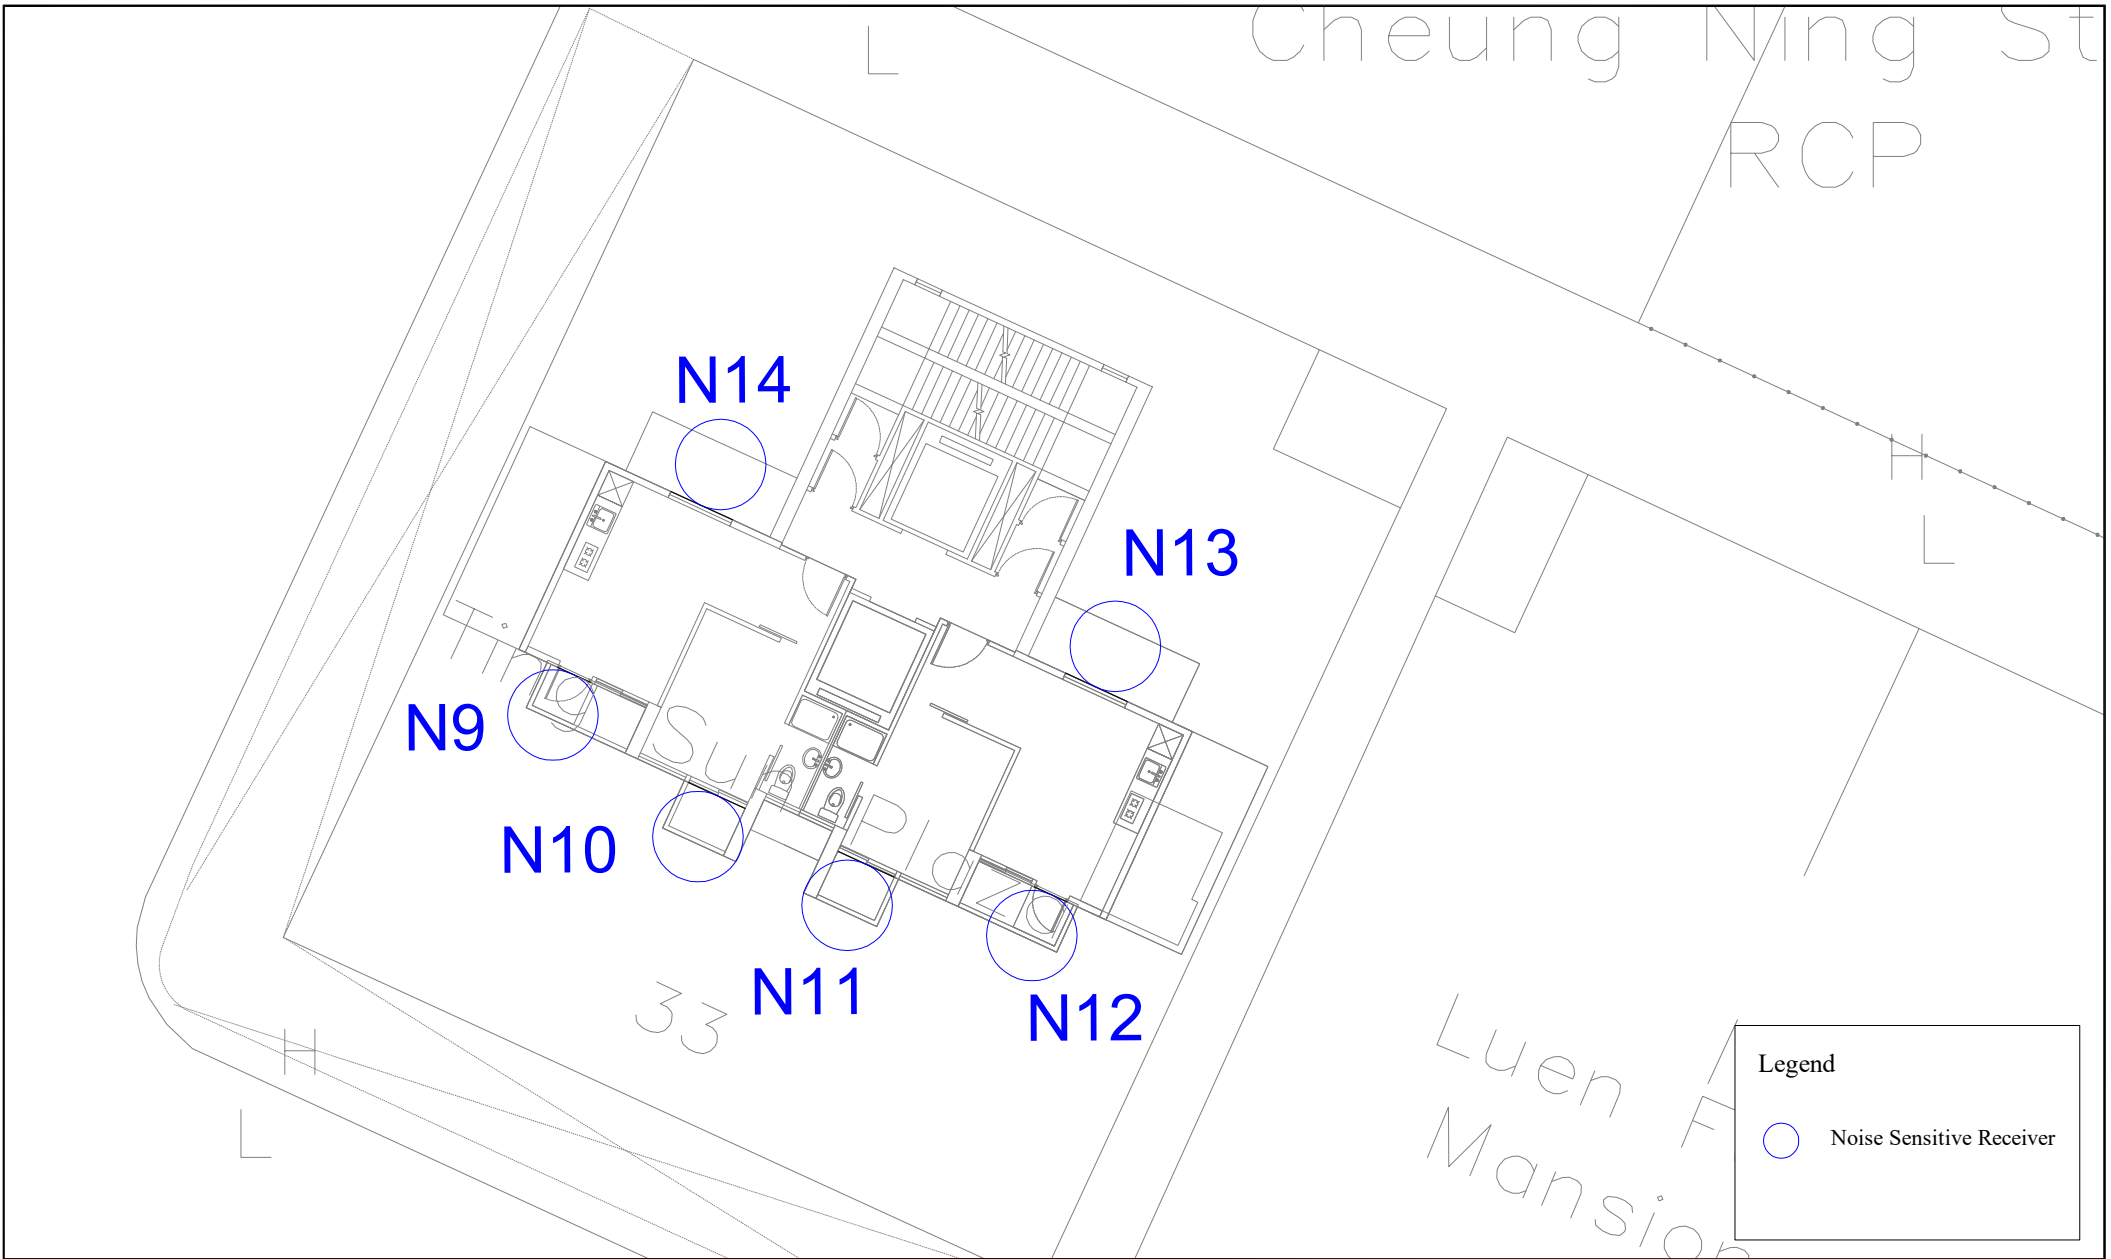 Cheung Ning St
L
RCP
N14
H
N13
L
N9
N10
N11
33
N12
H
L
Luen F
Mansion
Legend
Noise Sensitive Receiver